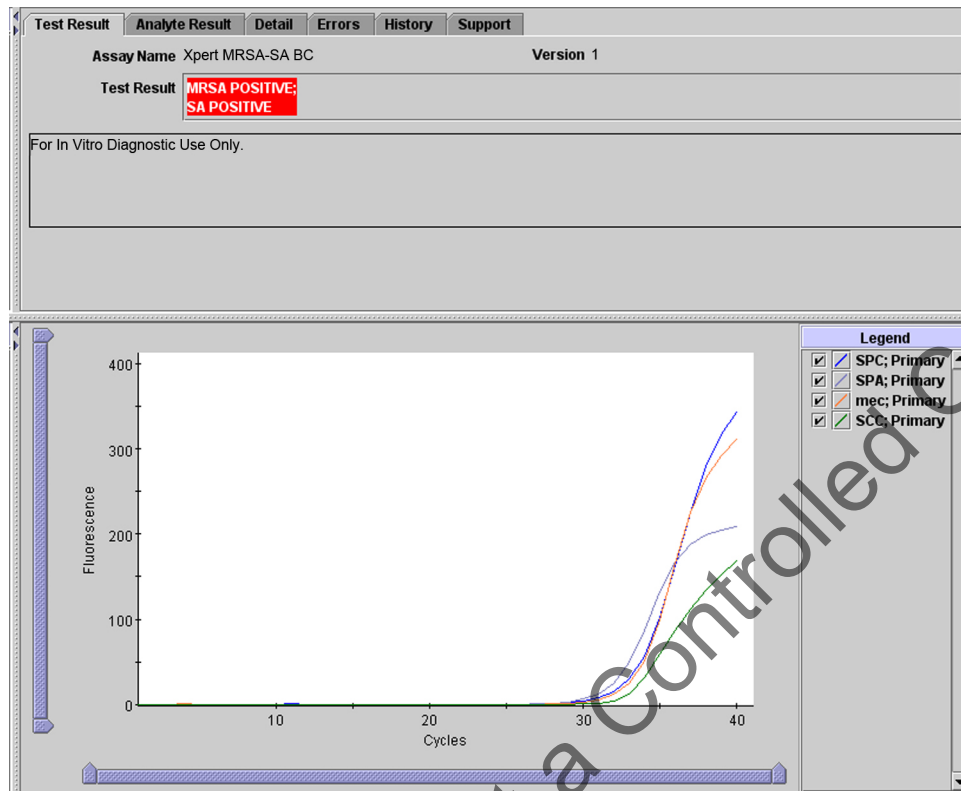 Test Result Analyte Result Detail Errors History Support
Assay Name Xpert MRSA-SA BC Version 1
Test Result MRSA POSITIVE;
SA POSITIVE
For In Vitro Diagnostic Use Only.
Legend
SPC; Primary
SPA; Primary
mec; Primary
SCC; Primary
400
300
200
100
0
Fluorescence
10 20 30 40
Cycles
a Controlled C